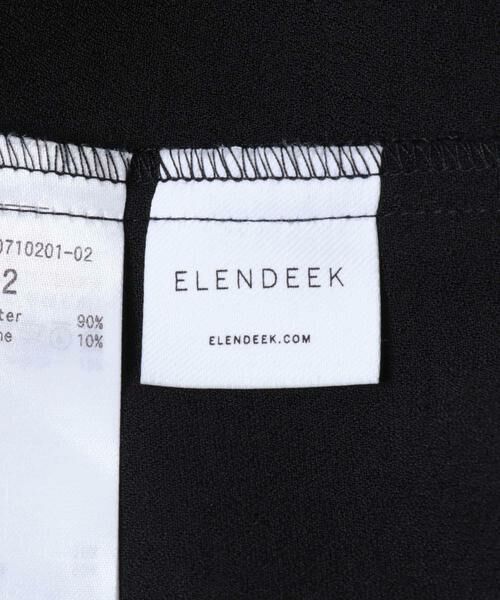 0710201-02
2
ter 90%
ne 10%
ELENDEEK
ELENDEEK.COM